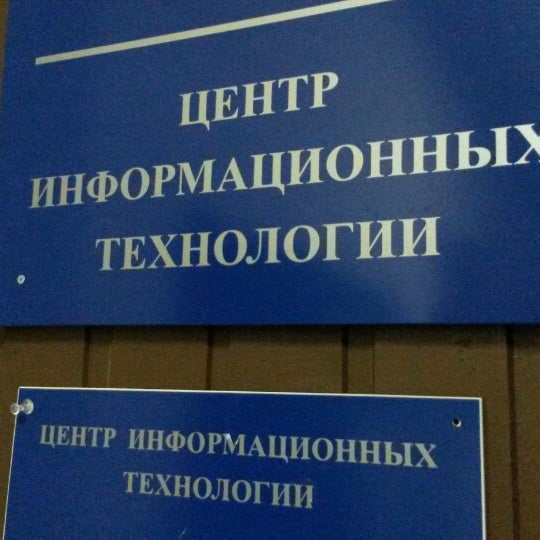 ЦЕНТР
ИНФОРМАЦИОННЫХ
ТЕХНОЛОГИИ
ЦЕНТР ИНФОРМАЦИОННЫХ
ТЕХНОЛОГИИ